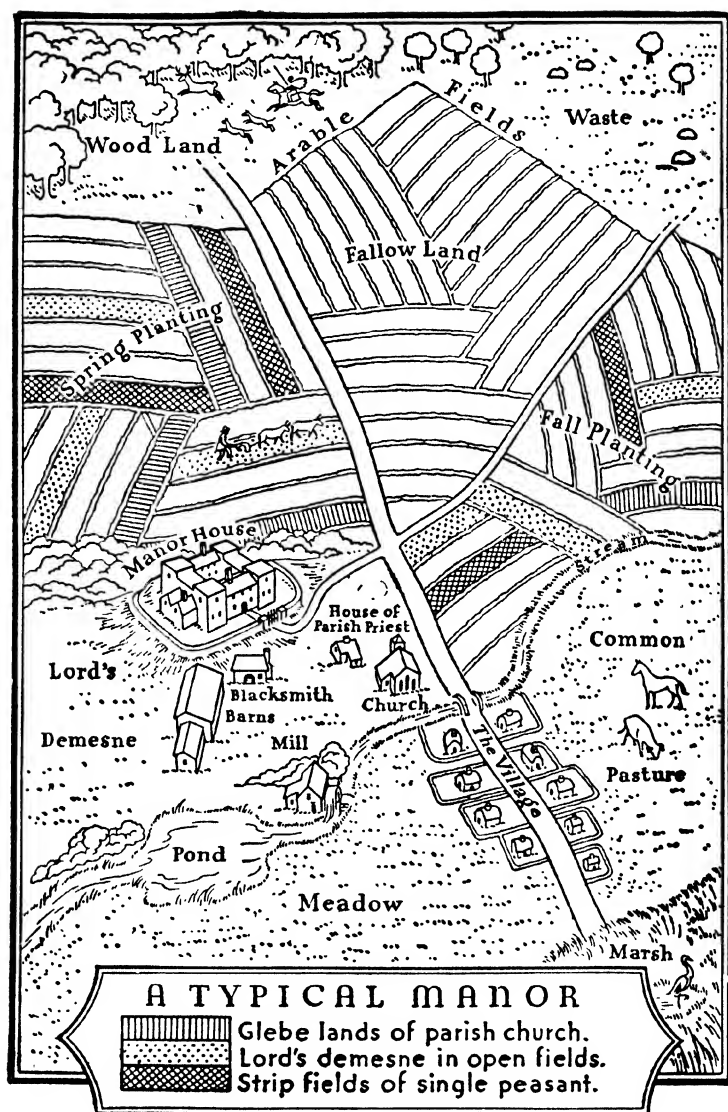 Wood Land
Arable Fields
Waste
Fallow Land
Spring Planting
Fall Planting
Stream
Manor House
House of
Parish Priest
Common
Lord's
Blacksmith
Barns
Church
Demesne
Mill
The Village
Pasture
Pond
Meadow
Marsh
A TYPICAL MANOR
Glebe lands of parish church.
Lord's demesne in open fields.
Strip fields of single peasant.